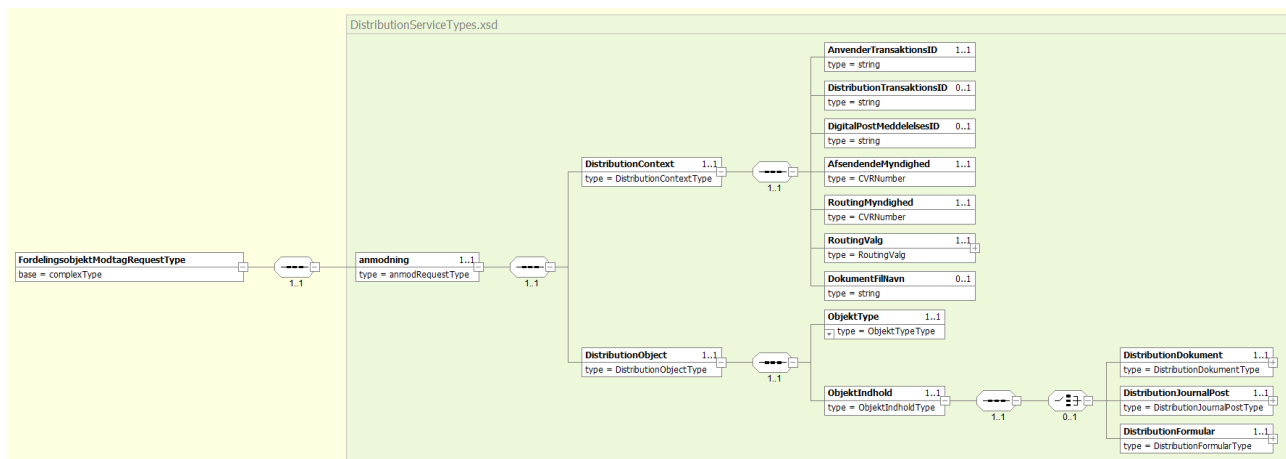 DistributionServiceTypes.xsd
AnvenderTransaktionsID 1..1
type = string
DistributionTransaktionsID 0..1
type = string
DigitalPostMeddelelsesID 0..1
type = string
DistributionContext 1..1
type = DistributionContextType
1..1
AfsendendeMyndighed 1..1
type = CVRNumber
RoutingMyndighed 1..1
type = CVRNumber
RoutingValg 1..1
type = RoutingValg
FordelingsobjektModtagRequestType
base = complexType
1..1
anmodning 1..1
type = anmodRequestType
1..1
DokumentFilNavn 0..1
type = string
ObjektType 1..1
type = ObjektTypeType
DistributionObject 1..1
type = DistributionObjectType
1..1
DistributionDokument 1..1
type = DistributionDokumentType
ObjektIndhold 1..1
type = ObjektIndholdType
1..1
0..1
DistributionJournalPost 1..1
type = DistributionJournalPostType
DistributionFormular 1..1
type = DistributionFormularType